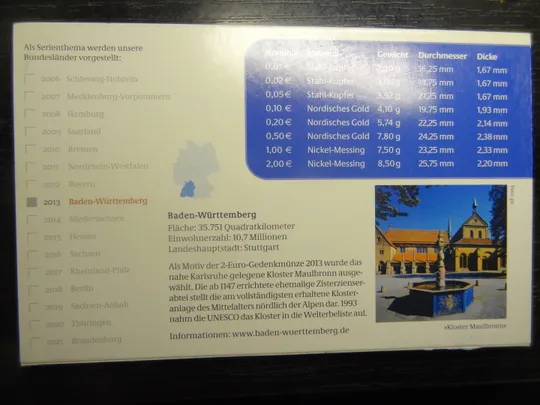 Als Serienthema werden unsere
Bundesländer vorgestellt:
2006 Schleswig-Holstein
2007 Mecklenburg-Vorpommern
2008 Hamburg
2009 Saarland
2010 Bremen
2011 Nordrhein-Westfalen
2012 Bayern
2013 Baden-Württemberg
2014 Niedersachsen
2015 Hessen
2016 Sachsen
2017 Rheinland-Pfalz
2018 Berlin
2019 Sachsen-Anhalt
2020 Thüringen
2021 Brandenburg
Gewicht Durchmesser Dicke
0,01 € Stahl-Kupfer 16,25 mm 1,67 mm
0,02 € Stahl-Kupfer 18,75 mm 1,67 mm
0,05 € Stahl-Kupfer 3,92 g 21,25 mm 1,67 mm
0,10 € Nordisches Gold 4,10 g 19,75 mm 1,93 mm
0,20 € Nordisches Gold 5,74 g 22,25 mm 2,14 mm
0,50 € Nordisches Gold 7,80 g 24,25 mm 2,38 mm
1,00 € Nickel-Messing 7,50 g 23,25 mm 2,33 mm
2,00 € Nickel-Messing 8,50 g 25,75 mm 2,20 mm
Baden-Württemberg
Fläche: 35.751 Quadratkilometer
Einwohnerzahl: 10,7 Millionen
Landeshauptstadt: Stuttgart
Als Motiv der 2-Euro-Gedenkmünze 2013 wurde das
nahe Karlsruhe gelegene Kloster Maulbronn ausge-
wählt. Die ab 1147 errichtete ehemalige Zisterzienser-
abtei stellt die am vollständigsten erhaltene Kloster-
anlage des Mittelalters nördlich der Alpen dar. 1993
nahm die UNESCO das Kloster in die Welterbeliste auf.
Informationen: www.baden-wuerttemberg.de
»Kloster Maulbronn«